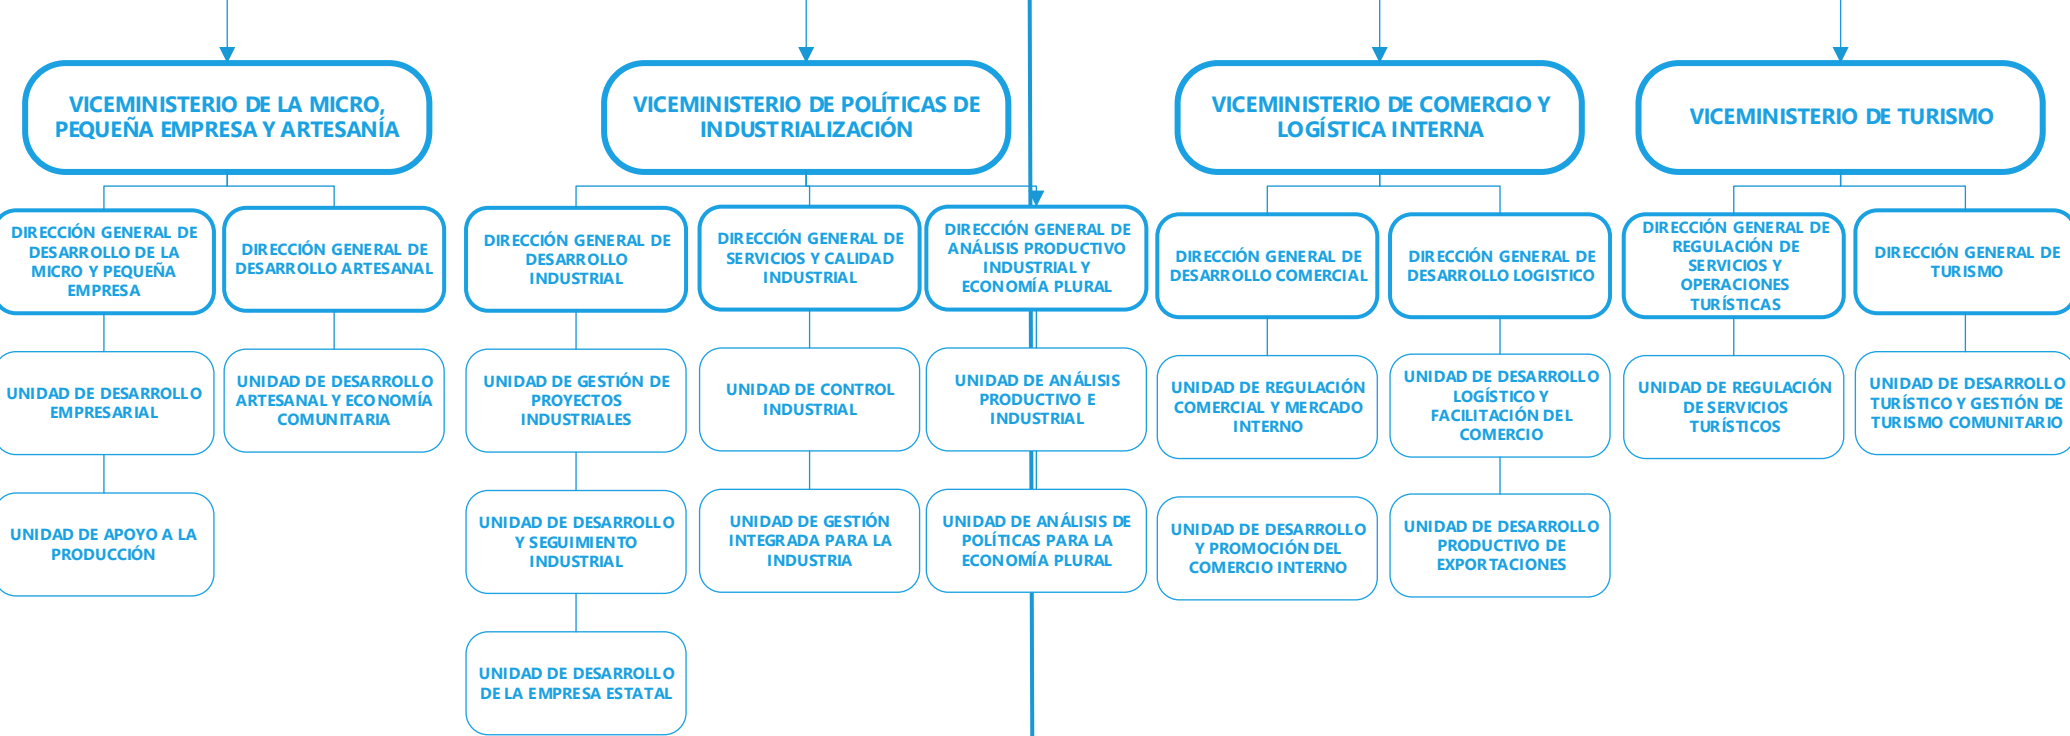 VICEMINISTERIO DE LA MICRO,
PEQUEÑA EMPRESA Y ARTESANÍA
VICEMINISTERIO DE POLÍTICAS DE
INDUSTRIALIZACIÓN
VICEMINISTERIO DE COMERCIO Y
LOGÍSTICA INTERNA
VICEMINISTERIO DE TURISMO
DIRECCIÓN GENERAL DE
DESARROLLO DE LA
MICRO Y PEQUEÑA
EMPRESA
DIRECCIÓN GENERAL DE
DESARROLLO ARTESANAL
DIRECCIÓN GENERAL DE
DESARROLLO
INDUSTRIAL
DIRECCIÓN GENERAL DE
SERVICIOS Y CALIDAD
INDUSTRIAL
DIRECCIÓN GENERAL DE
ANÁLISIS PRODUCTIVO
INDUSTRIAL Y
ECONOMÍA PLURAL
DIRECCIÓN GENERAL DE
DESARROLLO COMERCIAL
DIRECCIÓN GENERAL DE
DESARROLLO LOGISTICO
DIRECCIÓN GENERAL DE
REGULACIÓN DE
SERVICIOS Y
OPERACIONES
TURÍSTICAS
DIRECCIÓN GENERAL DE
TURISMO
UNIDAD DE DESARROLLO
EMPRESARIAL
UNIDAD DE DESARROLLO
ARTESANAL Y ECONOMÍA
COMUNITARIA
UNIDAD DE GESTIÓN DE
PROYECTOS
INDUSTRIALES
UNIDAD DE CONTROL
INDUSTRIAL
UNIDAD DE ANÁLISIS
PRODUCTIVO E
INDUSTRIAL
UNIDAD DE REGULACIÓN
COMERCIAL Y MERCADO
INTERNO
UNIDAD DE DESARROLLO
LOGÍSTICO Y
FACILITACIÓN DEL
COMERCIO
UNIDAD DE REGULACIÓN
DE SERVICIOS
TURÍSTICOS
UNIDAD DE DESARROLLO
TURÍSTICO Y GESTIÓN DE
TURISMO COMUNITARIO
UNIDAD DE APOYO A LA
PRODUCCIÓN
UNIDAD DE DESARROLLO
Y SEGUIMIENTO
INDUSTRIAL
UNIDAD DE GESTIÓN
INTEGRADA PARA LA
INDUSTRIA
UNIDAD DE ANÁLISIS DE
POLÍTICAS PARA LA
ECONOMÍA PLURAL
UNIDAD DE DESARROLLO
Y PROMOCIÓN DEL
COMERCIO INTERNO
UNIDAD DE DESARROLLO
PRODUCTIVO DE
EXPORTACIONES
UNIDAD DE DESARROLLO
DE LA EMPRESA ESTATAL